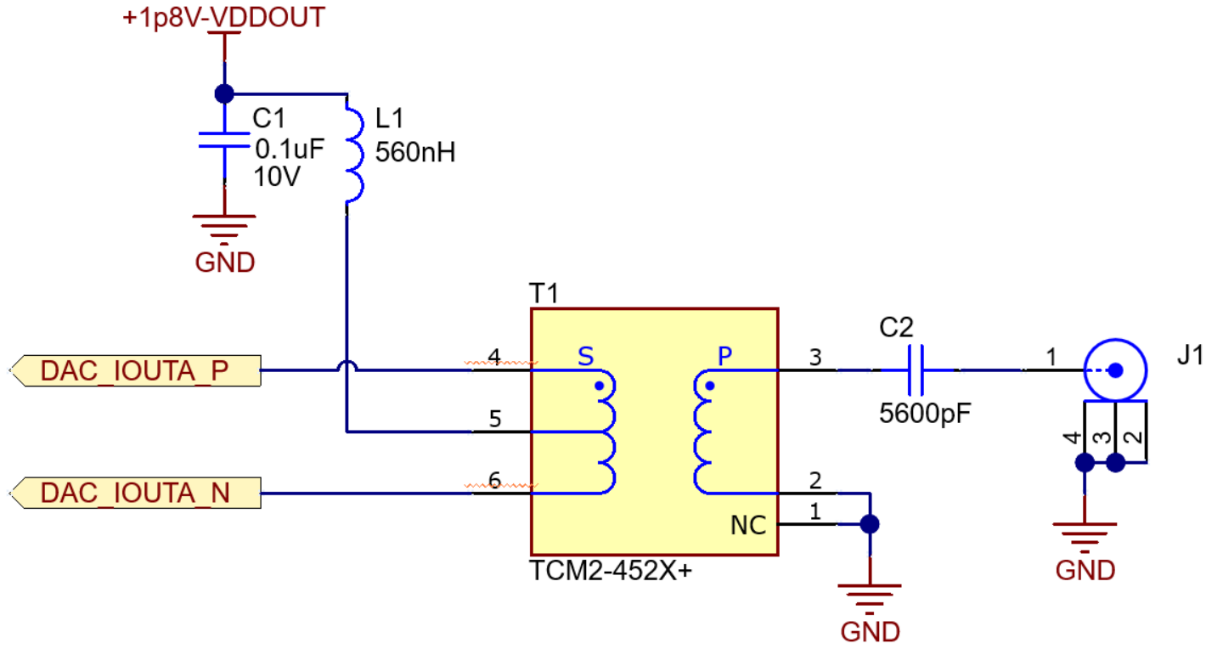 +1p8V-VDDOUT
C1
0.1uF
10V
L1
560nH
GND
T1
DAC_IOUTA_P
4
S
P
3
C2
5600pF
1
J1
5
4
3
2
DAC_IOUTA_N
6
2
NC
1
TCM2-452X+
GND
GND